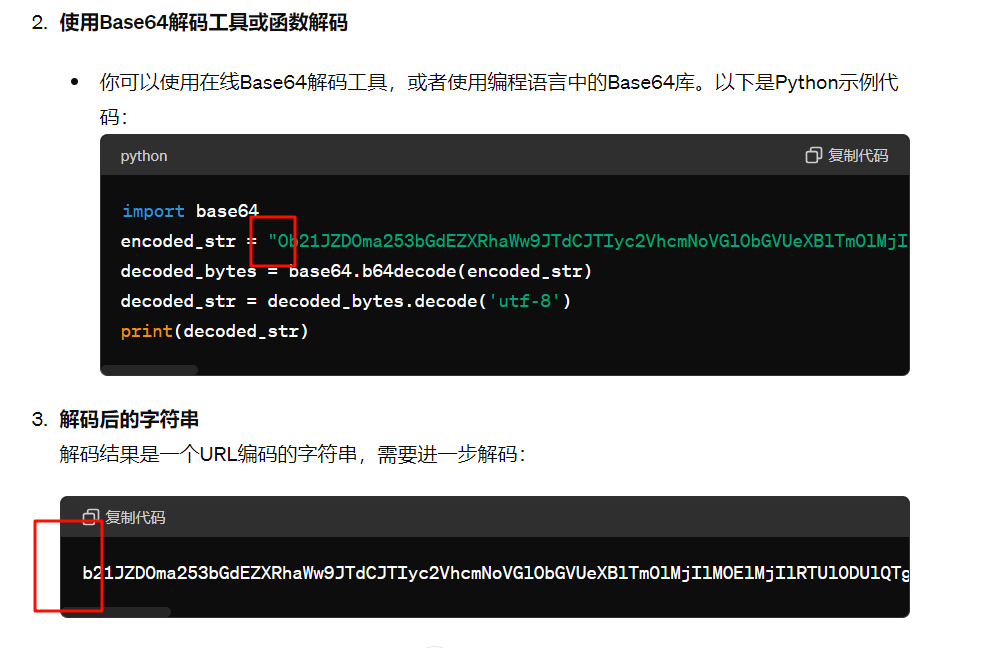 2. 使用Base64解码工具或函数解码
• 你可以使用在线Base64解码工具，或者使用编程语言中的Base64库。以下是Python示例代
码：
python 复制代码
import base64
encoded_str = "Ob21JZDOma253bGdEZXRhaWw9JTdCJTIyc2VhcmNoVGlObGVUeXBlTmOlMjI
decoded_bytes = base64.b64decode(encoded_str)
decoded_str = decoded_bytes.decode('utf-8')
print(decoded_str)
3. 解码后的字符串
解码结果是一个URL编码的字符串，需要进一步解码：
复制代码
b21JZDOma253bGdEZXRhaWw9JTdCJTIyc2VhcmNoVGlObGVUeXBlTmOlMjIlMOElMjIlRTUlODUlQTg